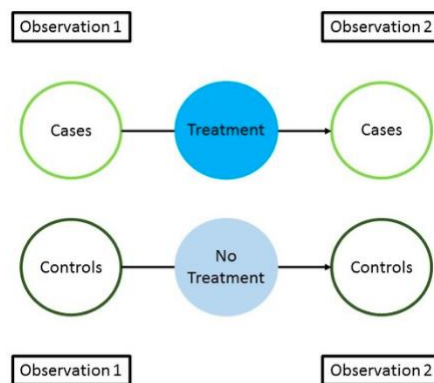 Observation 1
Observation 2
Cases
Treatment
Cases
Controls
No
Treatment
Controls
Observation 1
Observation 2